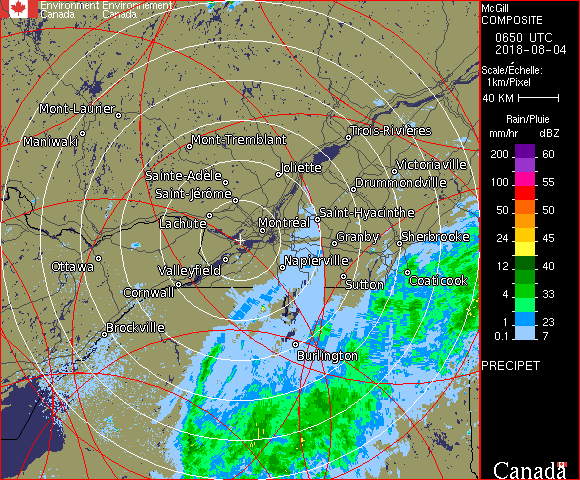 Environment Environnement
Canada Canada
Mont-Laurier
Maniwaki
Mont-Tremblant
Trois-Rivières
Sainte-Adèle
Joliette
Victoriaville
Saint-Jérôme
Drummondville
Lachute
Montréal
Saint-Hyacinthe
Granby
Sherbrooke
Ottawa
Valleyfield
Napierville
Cornwall
Sutton
Coaticook
Brockville
Burlington
McGill
COMPOSITE
0650 UTC
2018-08-04
Scale/Échelle:
1km/Pixel
40 KM
Rain/Pluie
mm/hr dBZ
200 60
100 55
50 50
24 45
12 40
4 33
1 23
0.1 7
PRECIPET
Canada